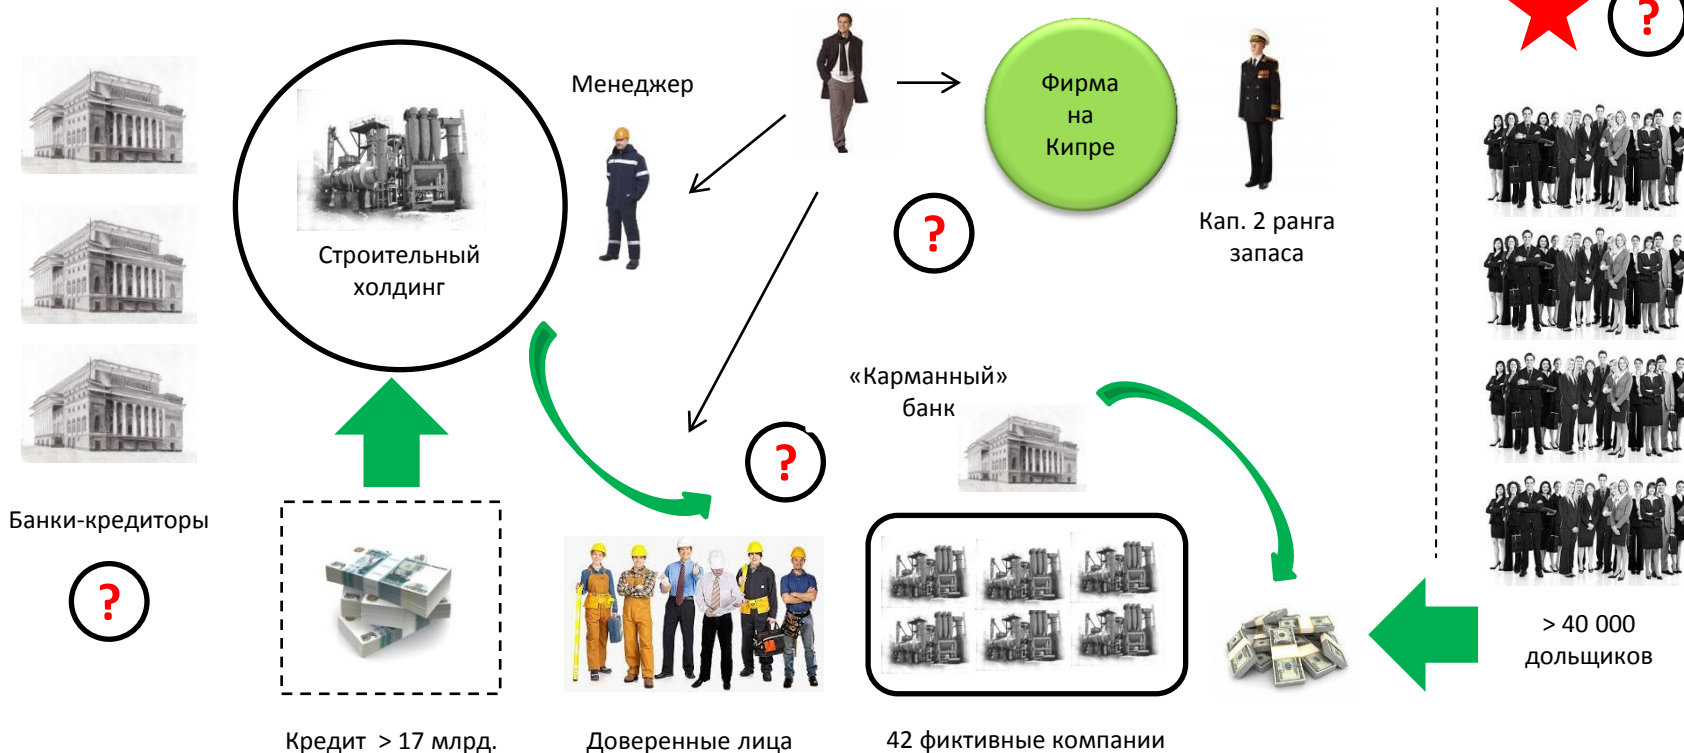 ?
Менеджер
Фирма
на
Кипре
Строительный
холдинг
?
Кап. 2 ранга
запаса
«Карманный»
банк
?
Банки-кредиторы
?
> 40 000
дольщиков
Кредит > 17 млрд.
Доверенные лица
42 фиктивные компании